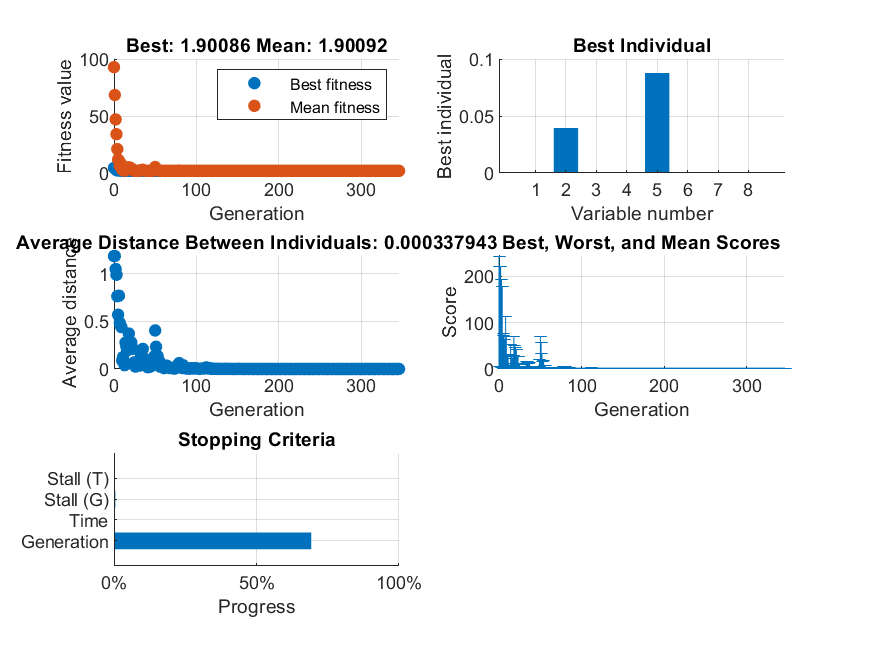 Best: 1.90086 Mean: 1.90092
Fitness value
100
50
0
Best fitness
Mean fitness
0 100 200 300
Generation
Best Individual
Best individual
0.1
0.05
0
1 2 3 4 5 6 7 8
Variable number
Average Distance Between Individuals: 0.000337943
Average distance
1
0.5
0
0 100 200 300
Generation
Best, Worst, and Mean Scores
Score
200
100
0
0 100 200 300
Generation
Stopping Criteria
Stall (T)
Stall (G)
Time
Generation
0% 50% 100%
Progress